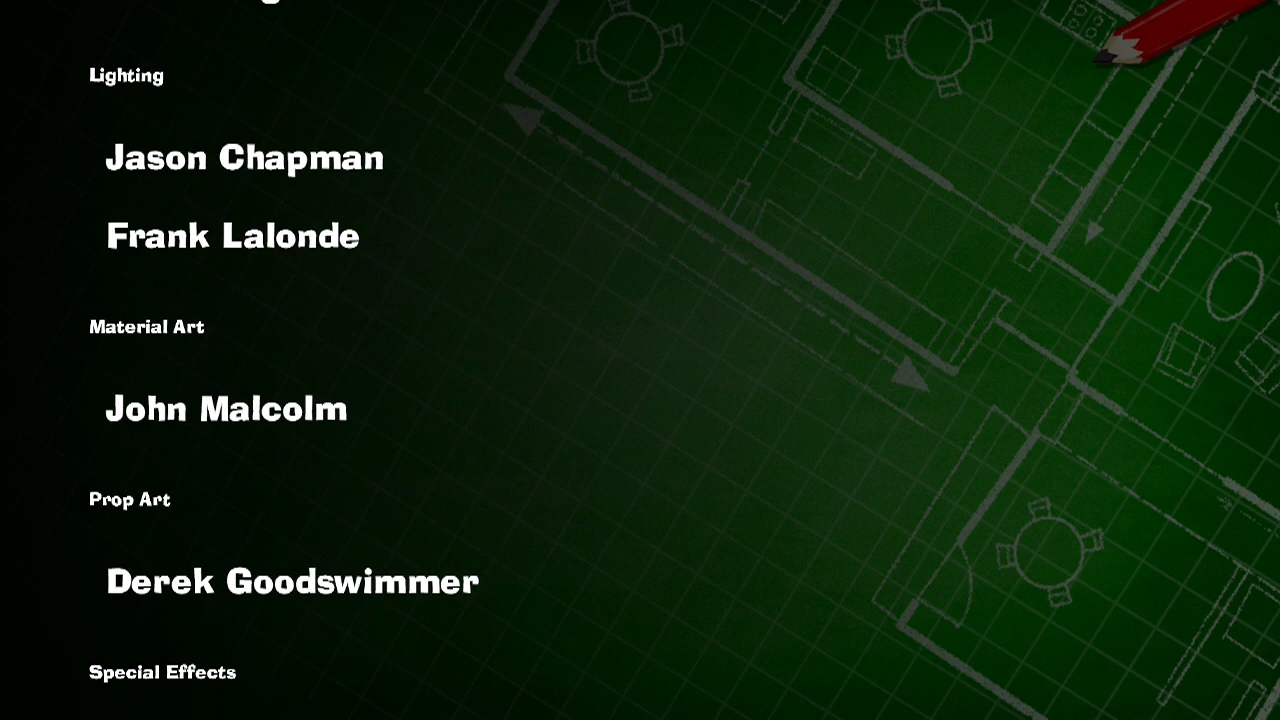 Lighting
Jason Chapman
Frank Lalonde
Material Art
John Malcolm
Prop Art
Derek Goodswimmer
Special Effects